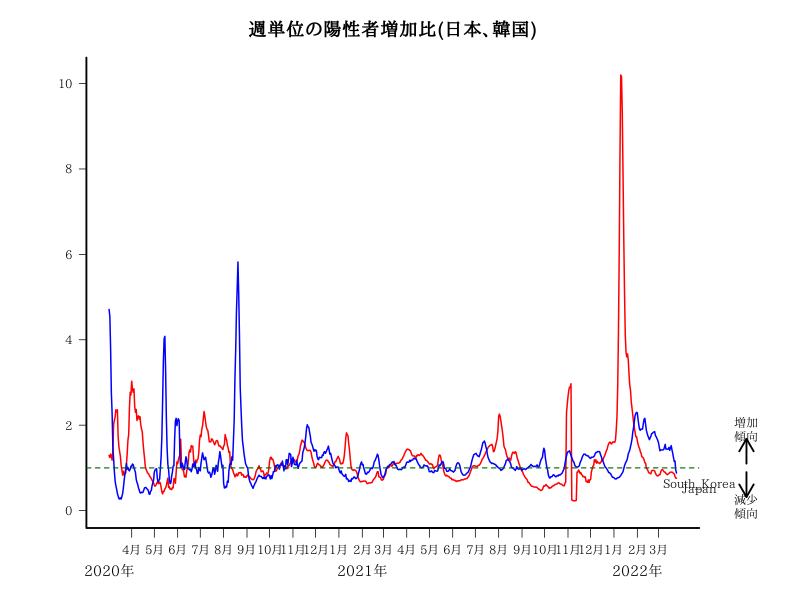 週単位の陽性者増加比(日本、韓国)
10
8
6
4
2
0
増加
傾向
South_Korea
Japan
減少
傾向
4月 5月 6月 7月 8月 9月 10月 11月 12月 1月 2月 3月 4月 5月 6月 7月 8月 9月 10月 11月 12月 1月 2月 3月
2020年 2021年 2022年